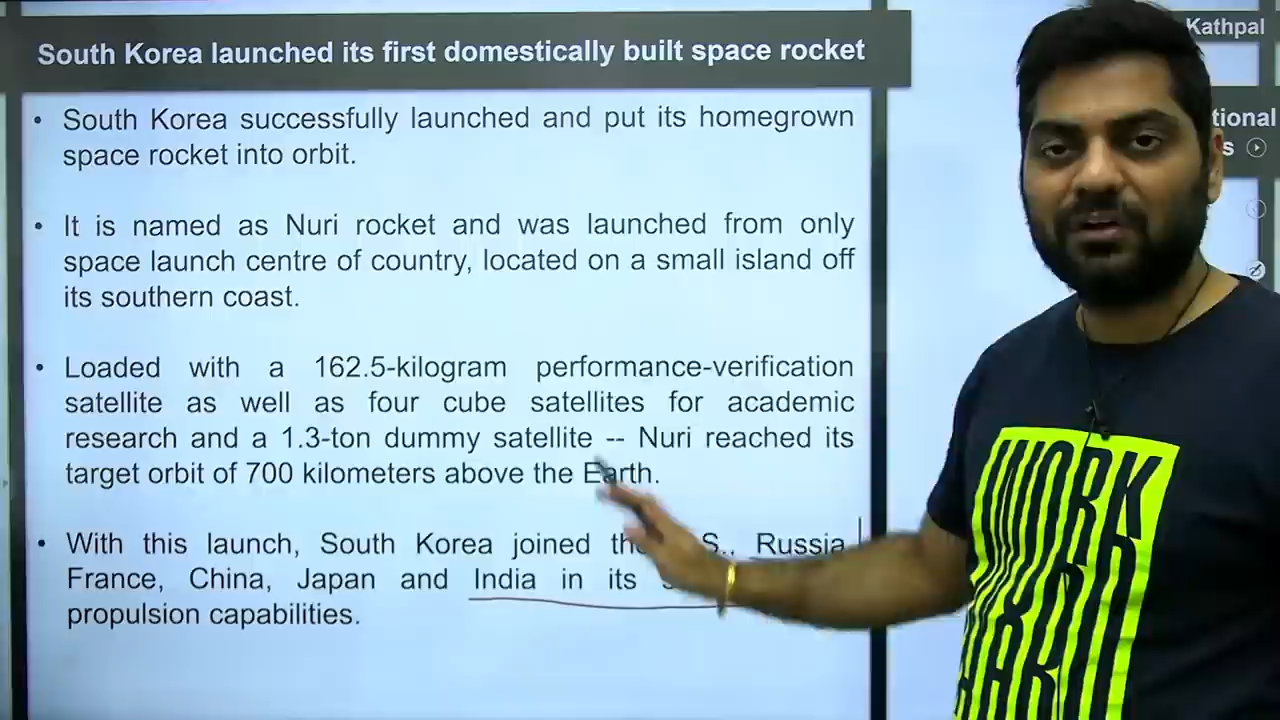 South Korea launched its first domestically built space rocket
• South Korea successfully launched and put its homegrown
space rocket into orbit.
• It is named as Nuri rocket and was launched from only
space launch centre of country, located on a small island off
its southern coast.
• Loaded with a 162.5-kilogram performance-verification
satellite as well as four cube satellites for academic
research and a 1.3-ton dummy satellite -- Nuri reached its
target orbit of 700 kilometers above the Earth.
• With this launch, South Korea joined S., Russia,
France, China, Japan and India in its
propulsion capabilities.
Kathpal
tional
s
WORK
HARD